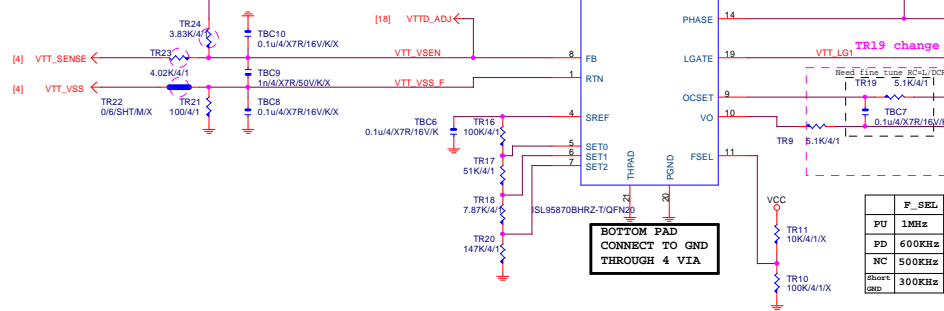 TR24
3.83K/4/1
TBC10
0.1u/4/X7R/16V/K/X
[18] VTTD_ADJ
PHASE 14
TR19 change
[4] VTT_SENSE
TR23
4.02K/4/1
VTT_VSEN
8 FB
LGATE 19
VTT_LG1
TBC9
1n/4/X7R/50V/K/X
[4] VTT_VSS
VTT_VSS_F
1 RTN
Need fine tune RC=L/DCR
TR19 5.1K/4/1
OCSET 9
TR22
0/6/SHT/M/X
TR21
100/4/1
TBC8
0.1u/4/X7R/16V/K/X
TBC6
0.1u/4/X7R/16V/K
4 SREF
VO 10
TBC7
0.1u/4/X7R/16V/K
TR16
100K/4/1
TR9 5.1K/4/1
5 SET0
6 SET1
7 SET2
FSEL 11
TR17
51K/4/1
THPAD
PGND
21
20
TR18
7.87K/4/1
ISL95870BHRZ-T/QFN20
TR20
147K/4/1
BOTTOM PAD
CONNECT TO GND
THROUGH 4 VIA
VCC
TR11
10K/4/1/X
TR10
100K/4/1/X
F_SEL
PU 1MHz
PD 600KHz
NC 500KHz
Short GND 300KHz